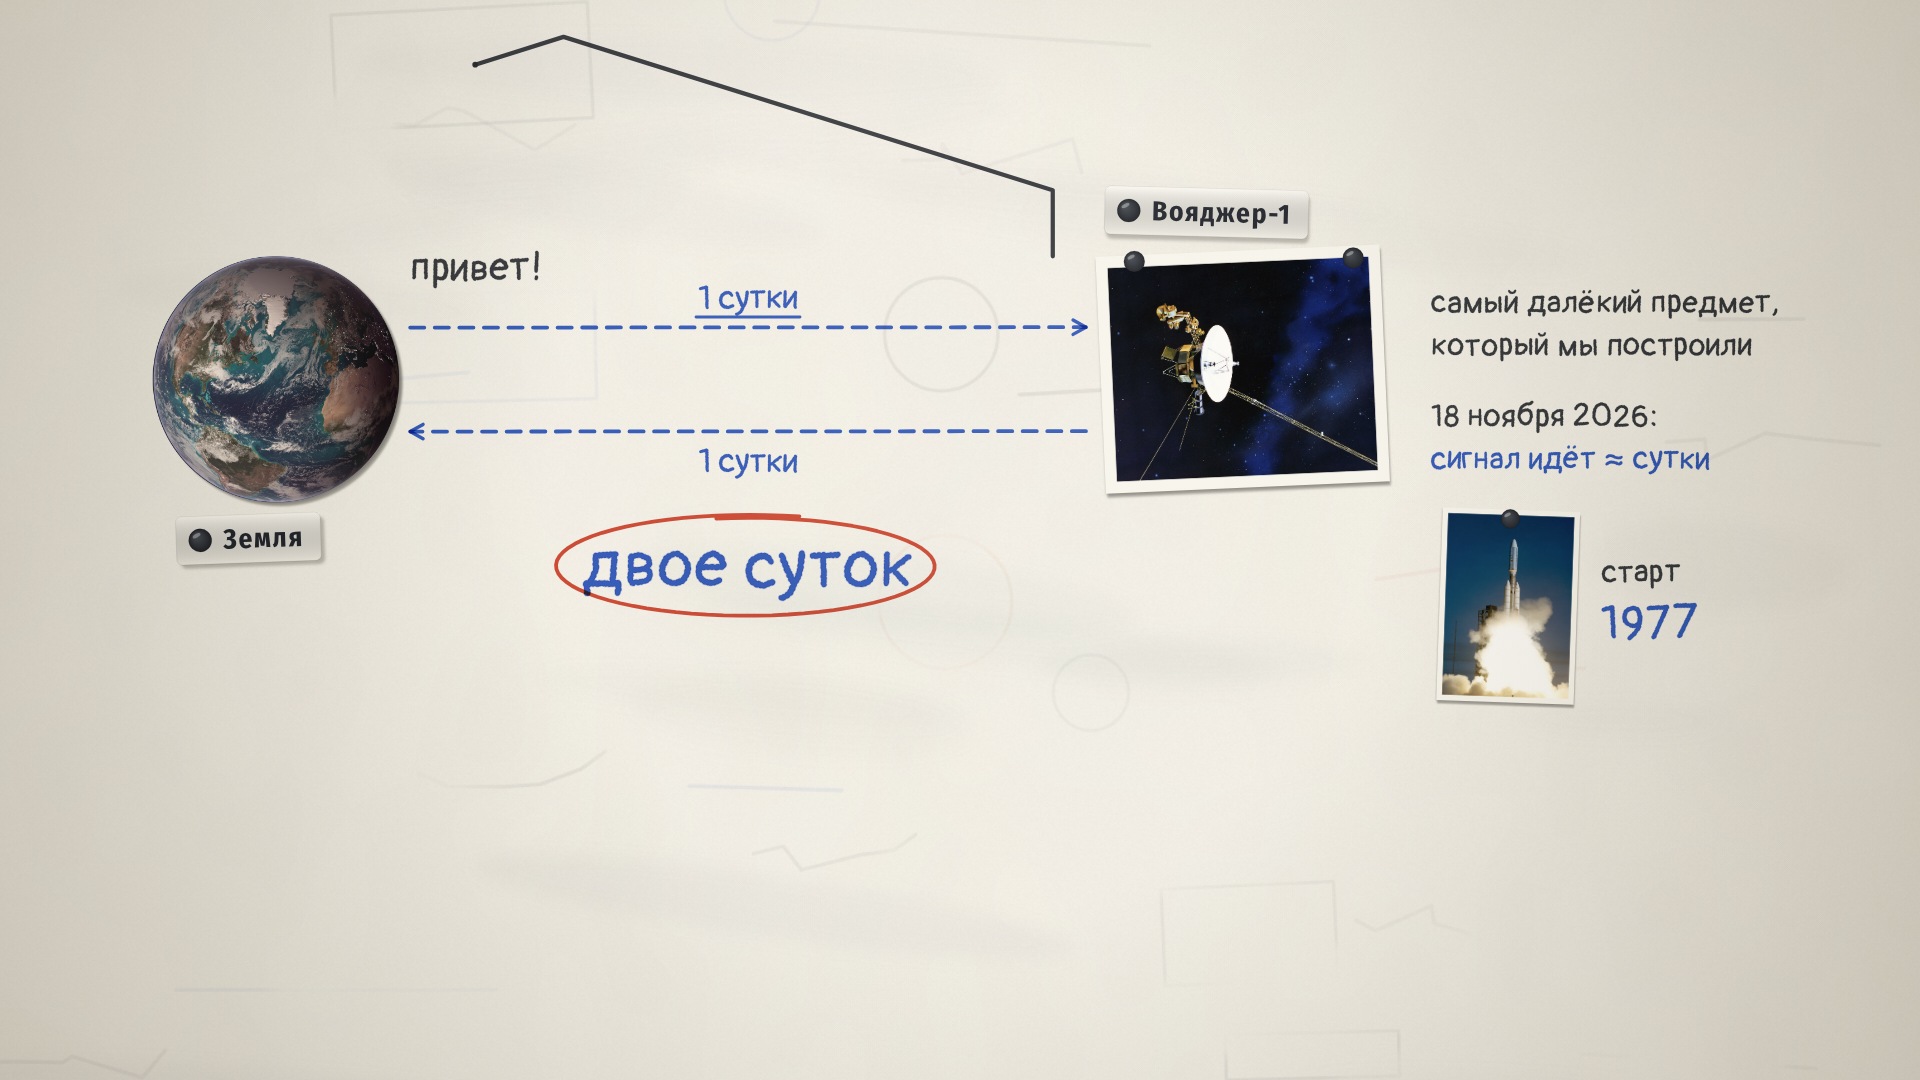 Вояджер-1
привет!
1 сутки
самый далёкий предмет,
который мы построили
18 ноября 2026:
сигнал идёт ≈ сутки
1 сутки
Земля
двое суток
старт
1977